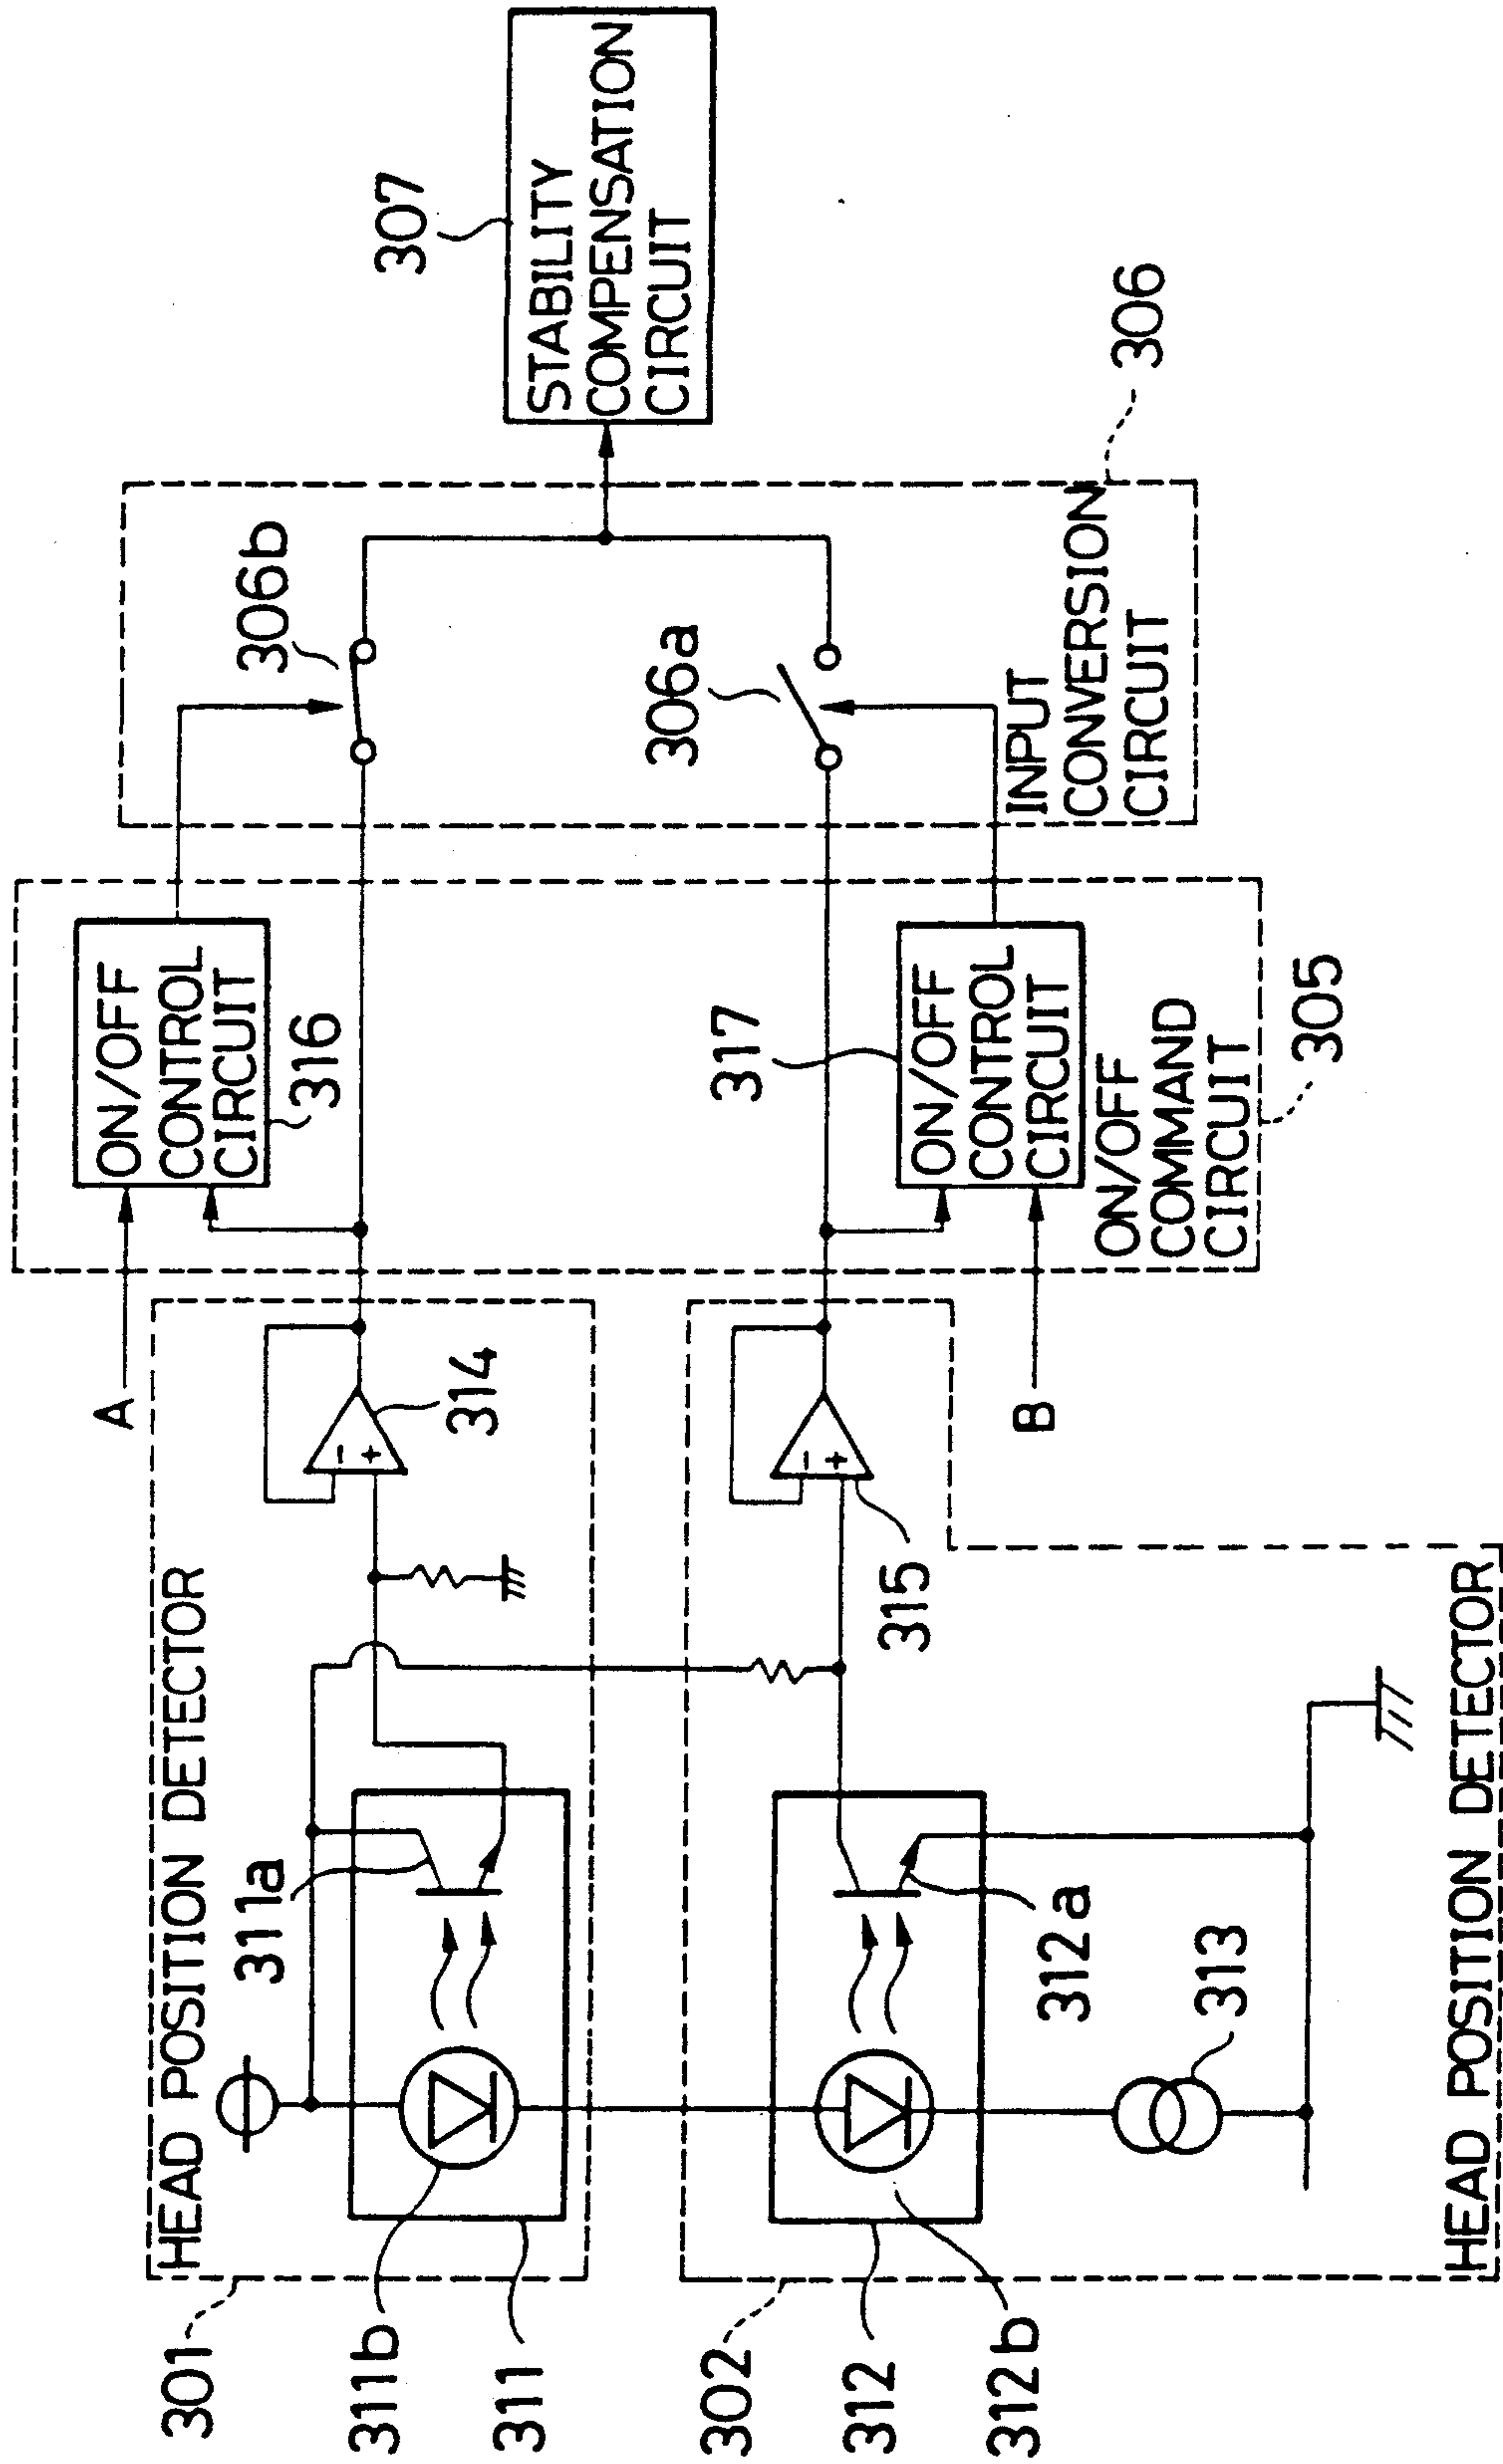 301
HEAD POSITION DETECTOR
311b
311
311a
314
−
+
A
ON/OFF
CONTROL
CIRCUIT
316
306b
307
STABILITY
COMPENSATION
CIRCUIT
302
312
312b
312a
313
HEAD POSITION DETECTOR
315
−
+
B
317
ON/OFF
CONTROL
CIRCUIT
ON/OFF
COMMAND
CIRCUIT
305
306a
INPUT
CONVERSION
CIRCUIT
306